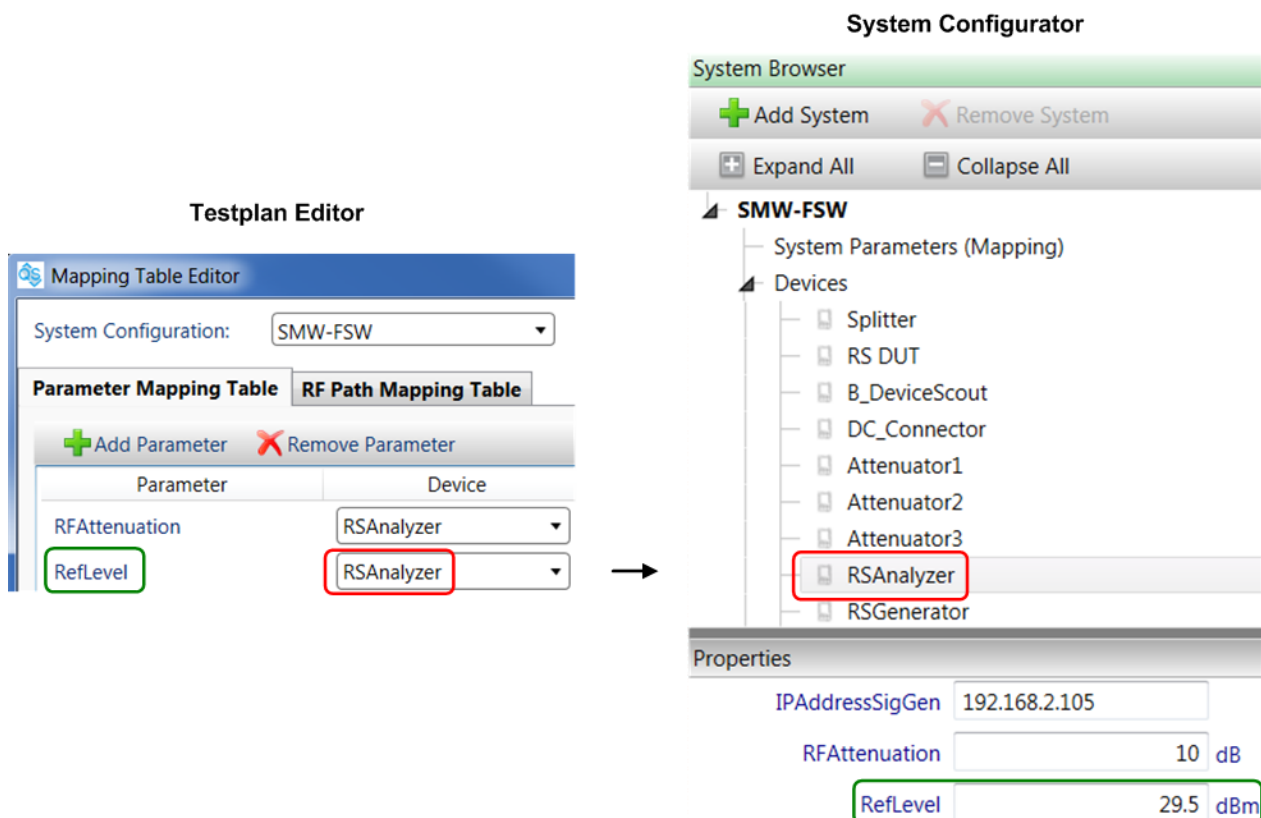 System Configurator
System Browser
Add System Remove System
Expand All Collapse All
SMW-FSW
System Parameters (Mapping)
Devices
Splitter
RS DUT
B_DeviceScout
DC_Connector
Attenuator1
Attenuator2
Attenuator3
RSAnalyzer
RSGenerator
Properties
IPAddressSigGen 192.168.2.105
RFAttenuation 10 dB
RefLevel 29.5 dBm
Testplan Editor
Mapping Table Editor
System Configuration: SMW-FSW
Parameter Mapping Table RF Path Mapping Table
Add Parameter Remove Parameter
Parameter Device
RFAttenuation RSAnalyzer
RefLevel RSAnalyzer